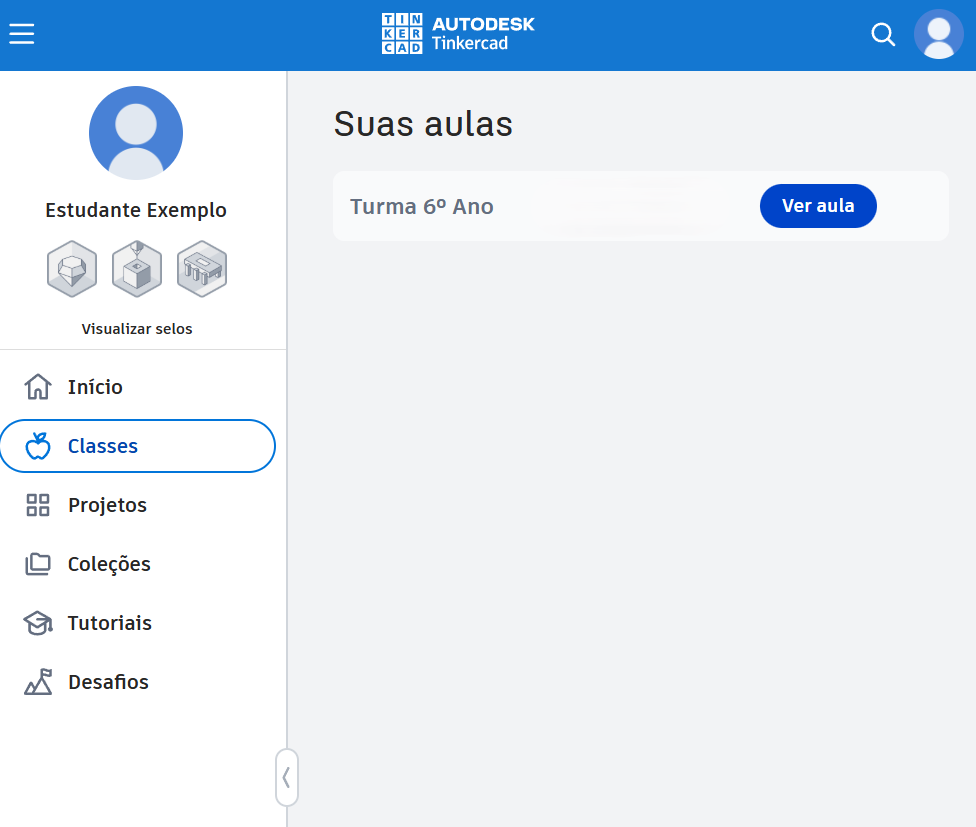 TIN
KER
CAD
AUTODESK
Tinkercad
Estudante Exemplo
Visualizar selos
Início
Classes
Projetos
Coleções
Tutoriais
Desafios
Suas aulas
Turma 6º Ano
Ver aula